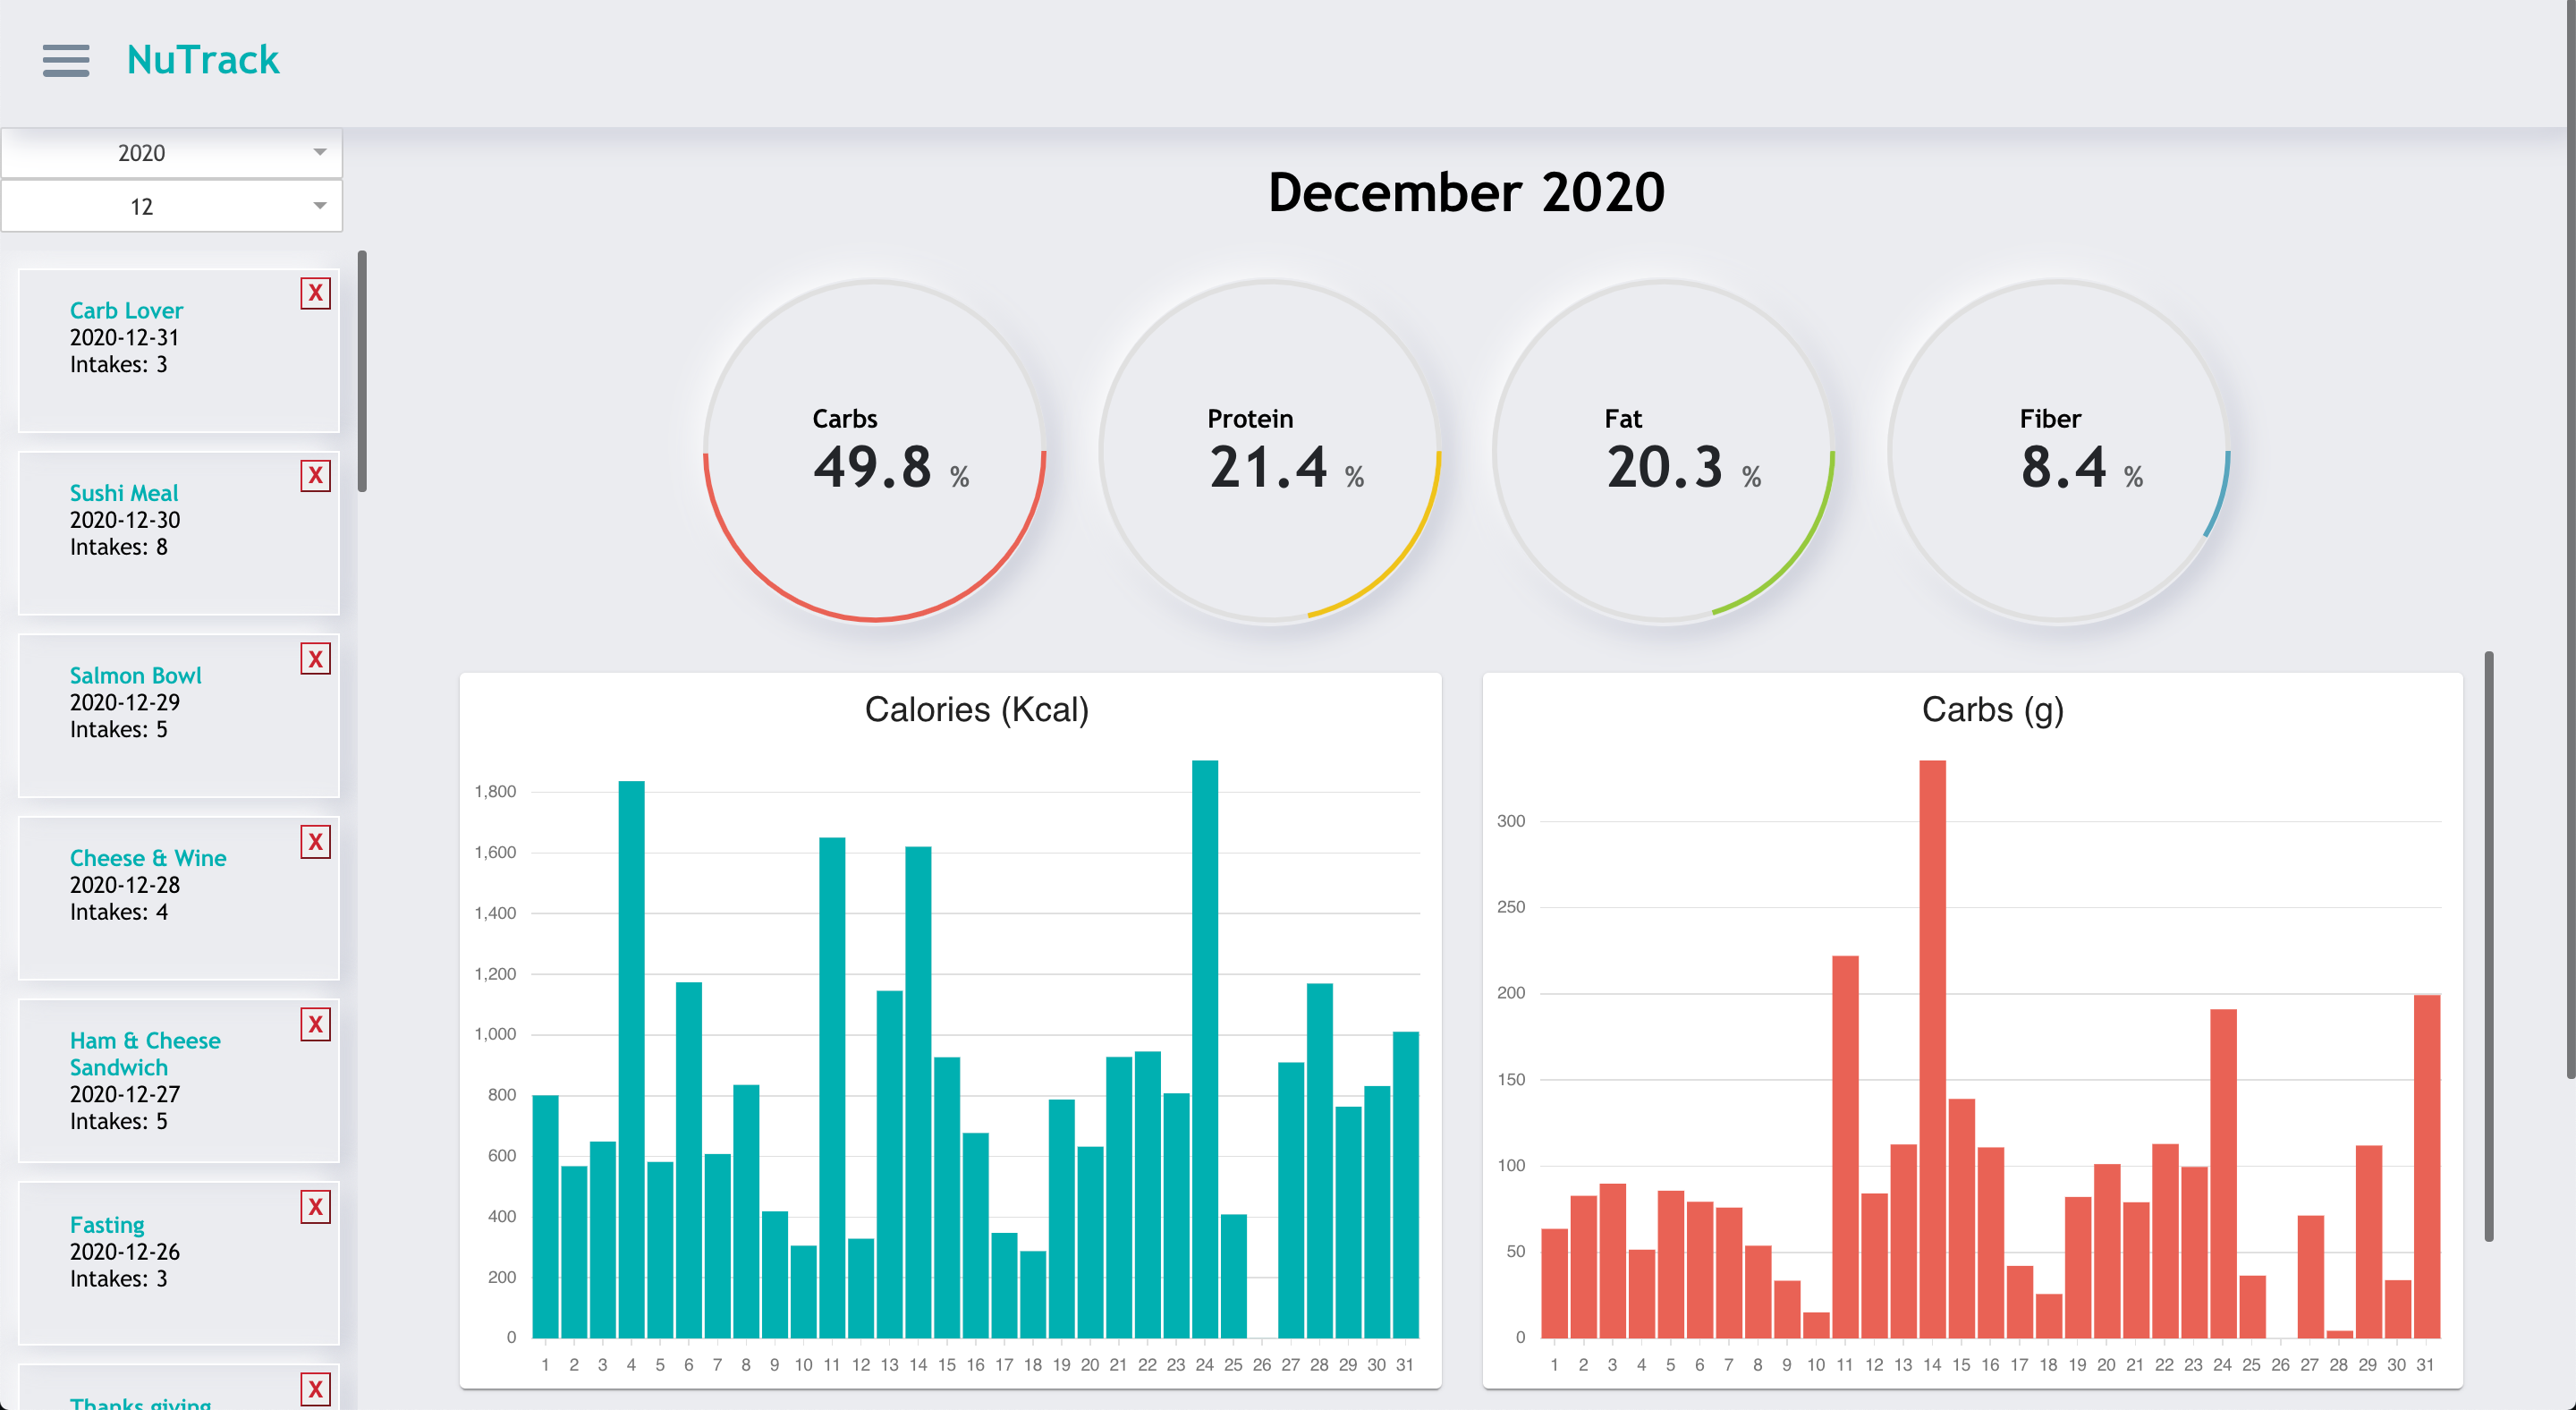 NuTrack
2020
12
X
Carb Lover
2020-12-31
Intakes: 3
X
Sushi Meal
2020-12-30
Intakes: 8
X
Salmon Bowl
2020-12-29
Intakes: 5
X
Cheese & Wine
2020-12-28
Intakes: 4
X
Ham & Cheese
Sandwich
2020-12-27
Intakes: 5
X
Fasting
2020-12-26
Intakes: 3
X
Thanks giving
December 2020
Carbs
49.8 %
Protein
21.4 %
Fat
20.3 %
Fiber
8.4 %
Calories (Kcal)
1,800
1,600
1,400
1,200
1,000
800
600
400
200
0
1 2 3 4 5 6 7 8 9 10 11 12 13 14 15 16 17 18 19 20 21 22 23 24 25 26 27 28 29 30 31
Carbs (g)
300
250
200
150
100
50
0
1 2 3 4 5 6 7 8 9 10 11 12 13 14 15 16 17 18 19 20 21 22 23 24 25 26 27 28 29 30 31